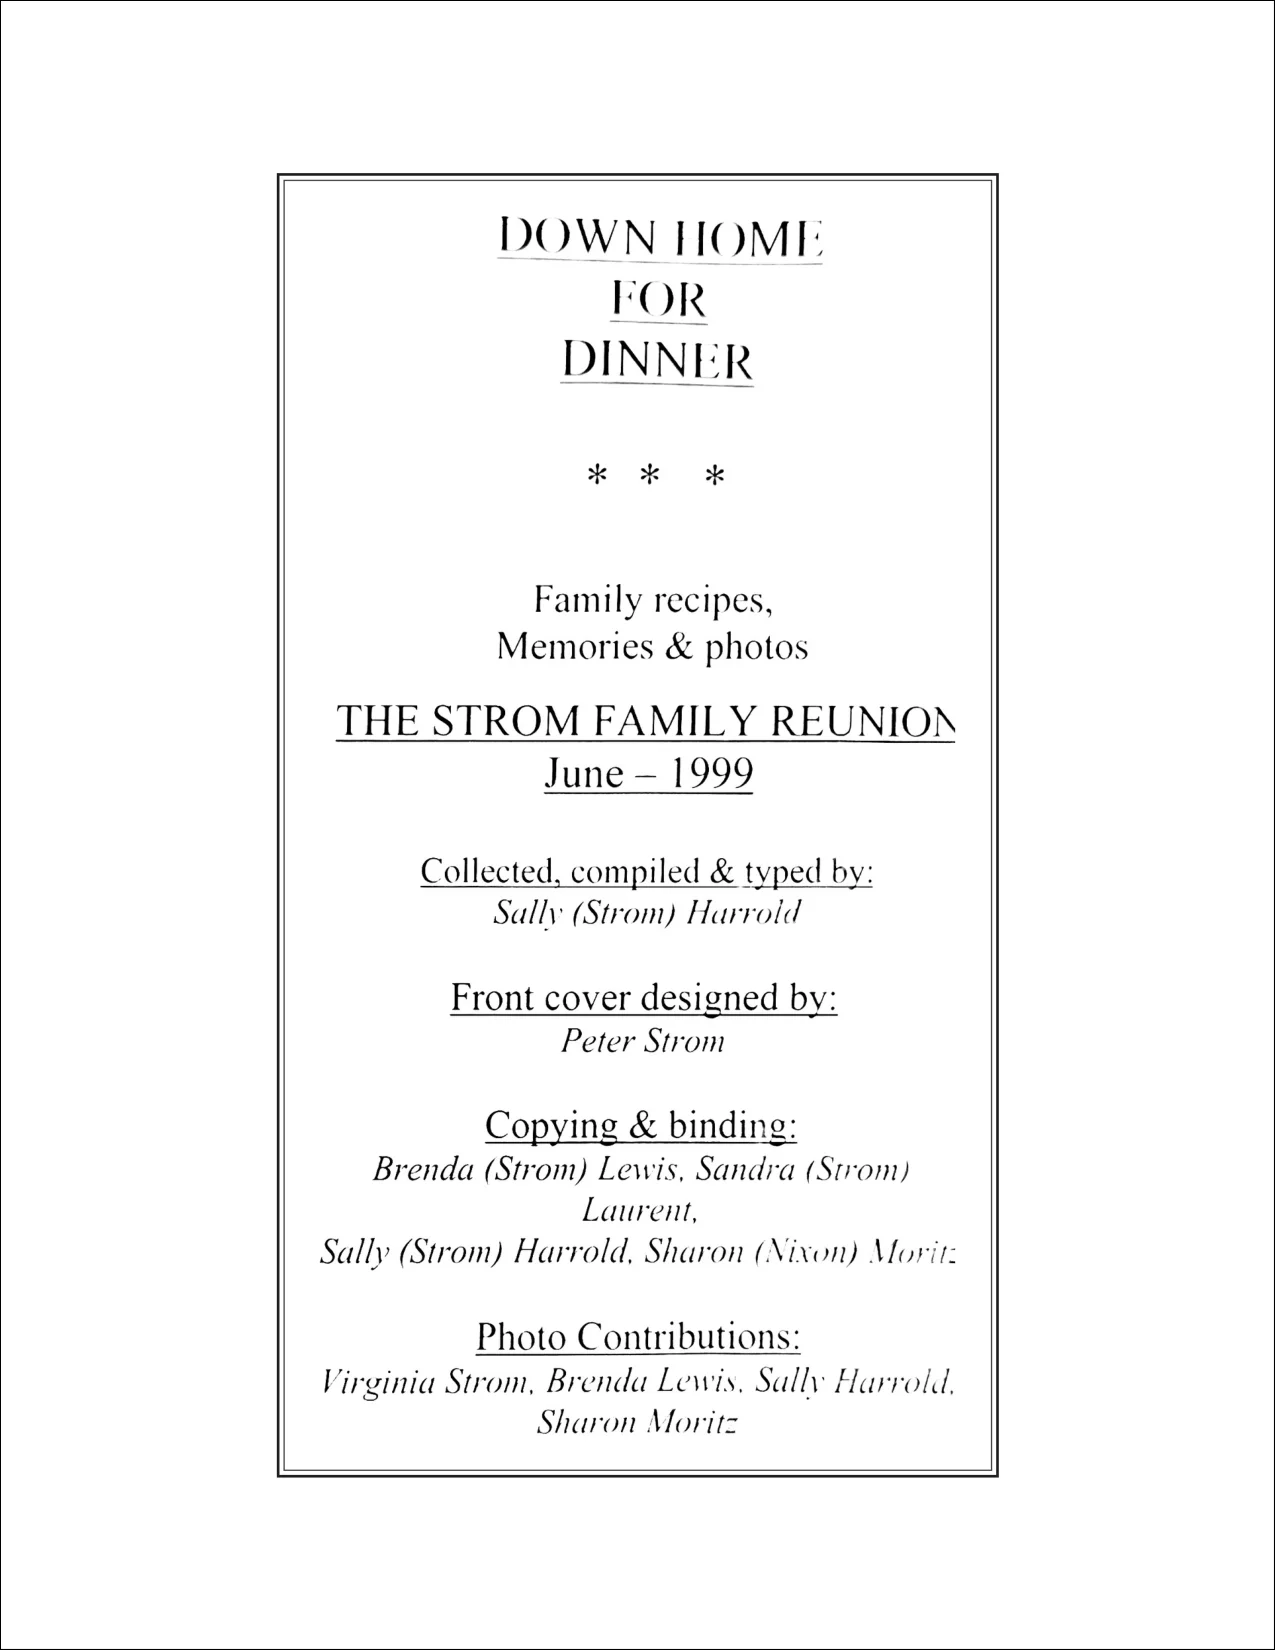 DOWN HOME
FOR
DINNER
* * *
Family recipes,
Memories & photos
THE STROM FAMILY REUNION
June – 1999
Collected, compiled & typed by:
Sally (Strom) Harrold
Front cover designed by:
Peter Strom
Copying & binding:
Brenda (Strom) Lewis, Sandra (Strom)
Laurent,
Sally (Strom) Harrold, Sharon (Nixon) Moritz
Photo Contributions:
Virginia Strom, Brenda Lewis, Sally Harrold,
Sharon Moritz